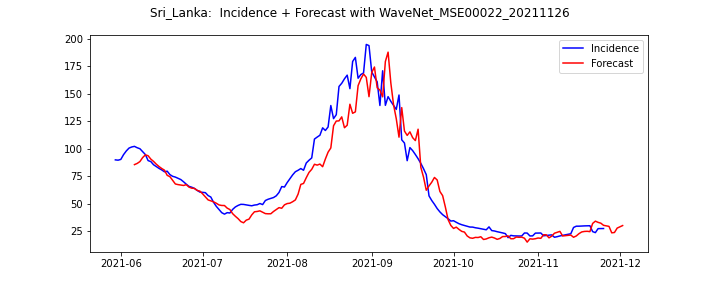 Sri_Lanka:  Incidence + Forecast with WaveNet_MSE00022_20211126
200
175
150
125
100
75
50
25
Incidence
Forecast
2021-06 2021-07 2021-08 2021-09 2021-10 2021-11 2021-12